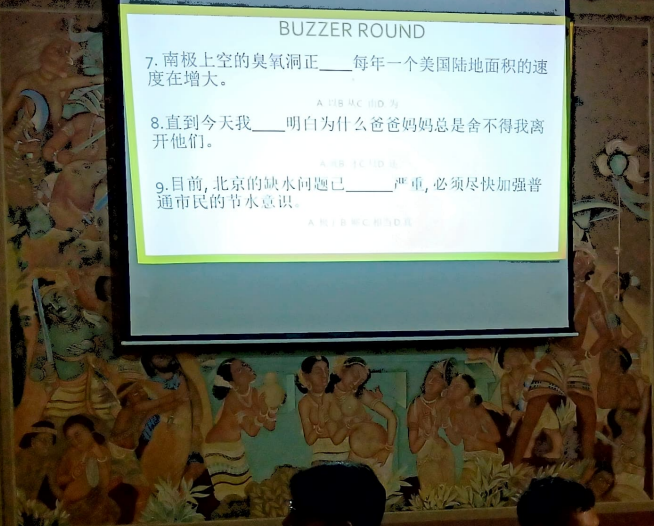 BUZZER ROUND
7. 南极上空的臭氧洞正____每年一个美国陆地面积的速
度在增大。
8.直到今天我____明白为什么爸爸妈妈总是舍不得我离
开他们。
9.目前, 北京的缺水问题已______严重, 必须尽快加强普
通市民的节水意识。